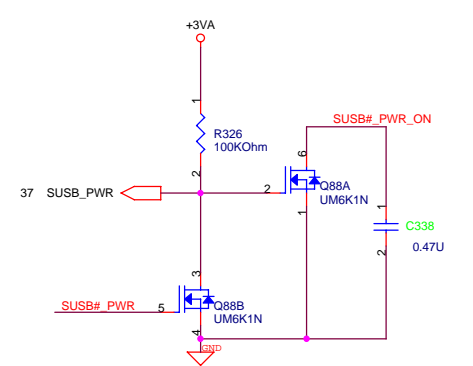 +3VA
1
R326
100KOhm
2
SUSB#_PWR_ON
6
37 SUSB_PWR
2
Q88A
UM6K1N
1
1
C338
0.47U
2
3
SUSB#_PWR
5
Q88B
UM6K1N
4
GND